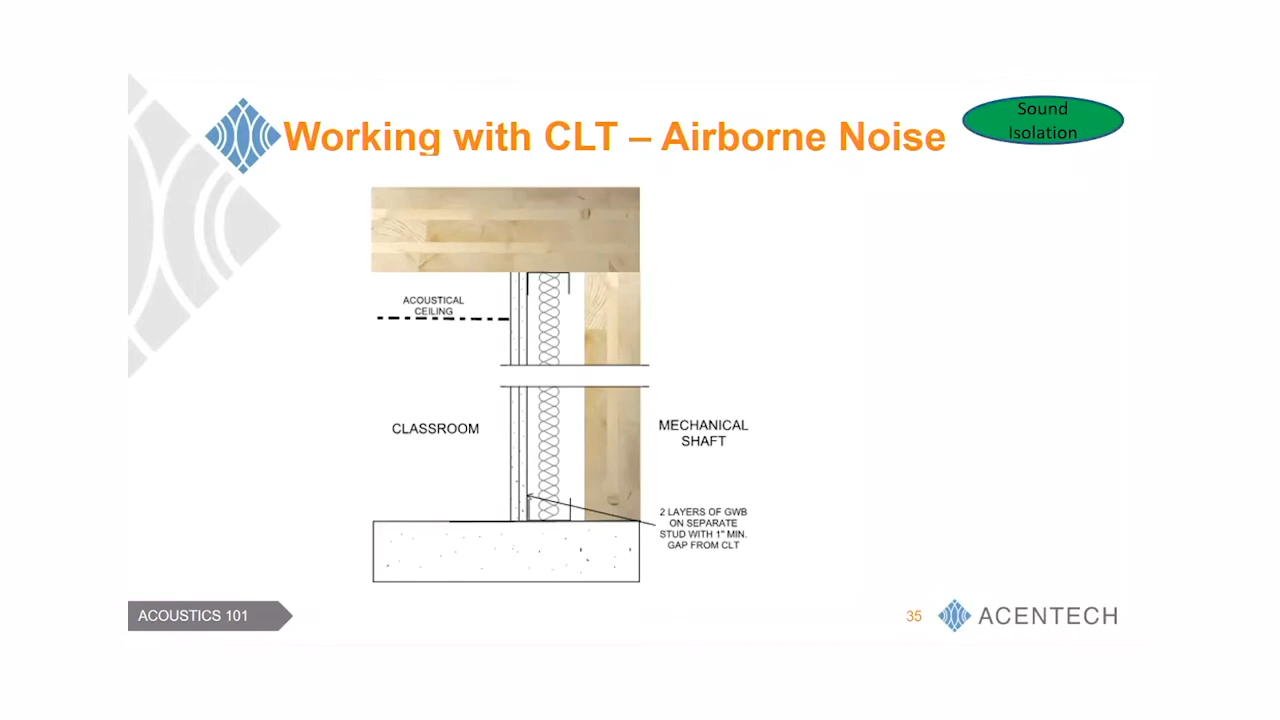 Working with CLT – Airborne Noise
Sound
Isolation
ACOUSTICAL
CEILING
CLASSROOM
MECHANICAL
SHAFT
2 LAYERS OF GWB
ON SEPARATE
STUD WITH 1" MIN.
GAP FROM CLT
ACOUSTICS 101
35
ACENTECH